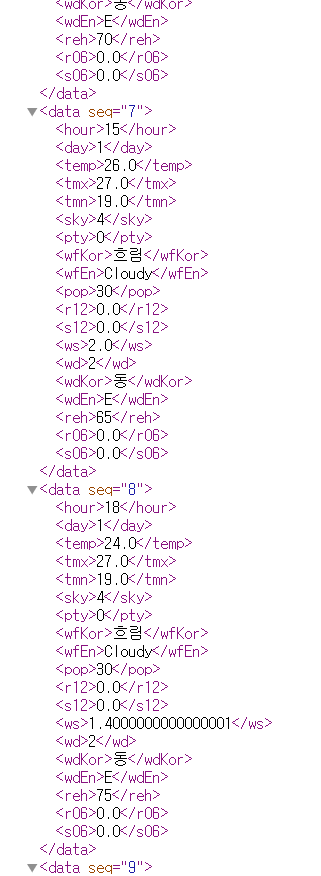 <wdKor>동</wdKor>
<wdEn>E</wdEn>
<reh>70</reh>
<r06>0.0</r06>
<s06>0.0</s06>
</data>
▼<data seq="7">
<hour>15</hour>
<day>1</day>
<temp>26.0</temp>
<tmx>27.0</tmx>
<tmn>19.0</tmn>
<sky>4</sky>
<pty>0</pty>
<wfKor>흐림</wfKor>
<wfEn>Cloudy</wfEn>
<pop>30</pop>
<r12>0.0</r12>
<s12>0.0</s12>
<ws>2.0</ws>
<wd>2</wd>
<wdKor>동</wdKor>
<wdEn>E</wdEn>
<reh>65</reh>
<r06>0.0</r06>
<s06>0.0</s06>
</data>
▼<data seq="8">
<hour>18</hour>
<day>1</day>
<temp>24.0</temp>
<tmx>27.0</tmx>
<tmn>19.0</tmn>
<sky>4</sky>
<pty>0</pty>
<wfKor>흐림</wfKor>
<wfEn>Cloudy</wfEn>
<pop>30</pop>
<r12>0.0</r12>
<s12>0.0</s12>
<ws>1.4000000000000001</ws>
<wd>2</wd>
<wdKor>동</wdKor>
<wdEn>E</wdEn>
<reh>75</reh>
<r06>0.0</r06>
<s06>0.0</s06>
</data>
▼<data seq="9">